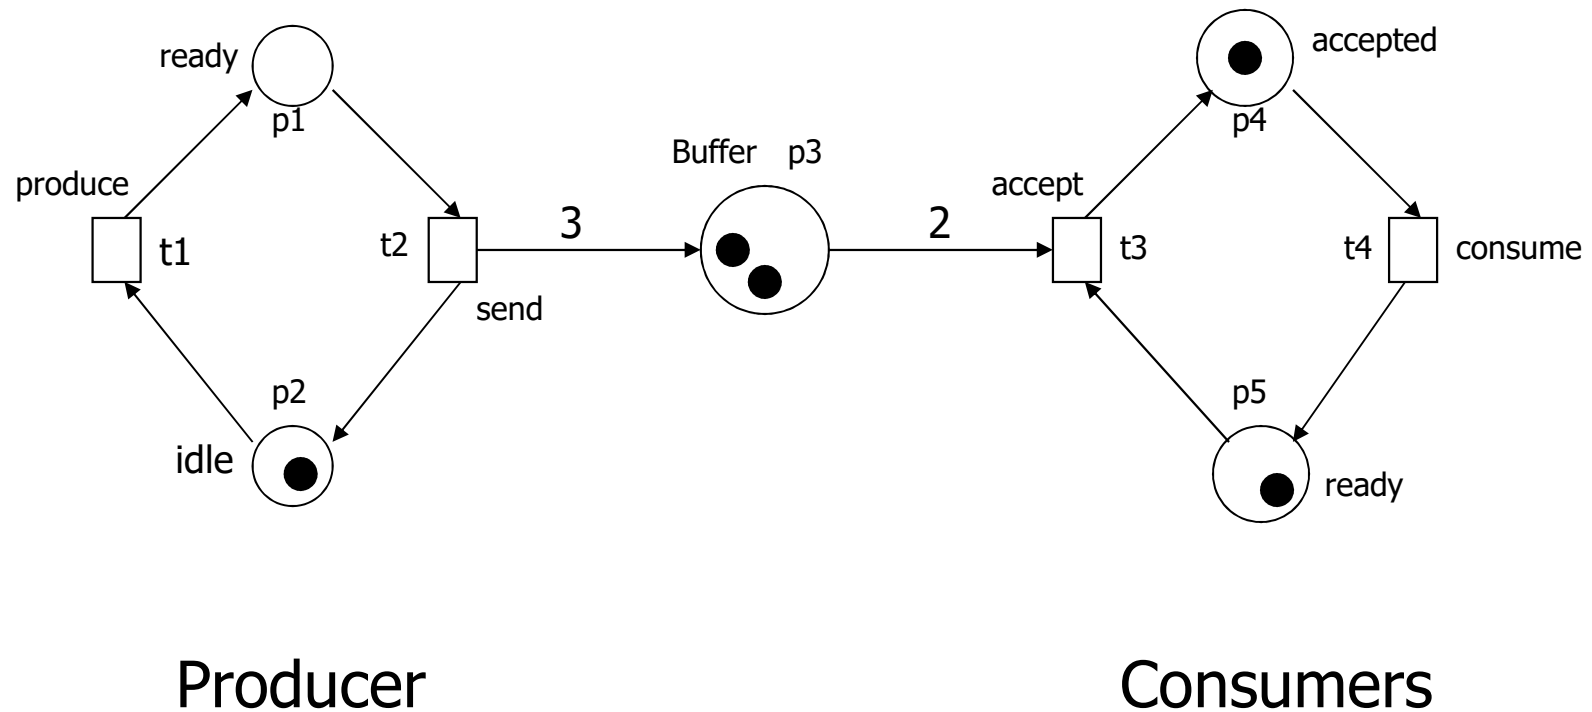 ready
p1
produce
t1
t2
send
3
p2
idle
Buffer p3
2
accepted
p4
accept
t3
t4
consume
p5
ready
Producer
Consumers